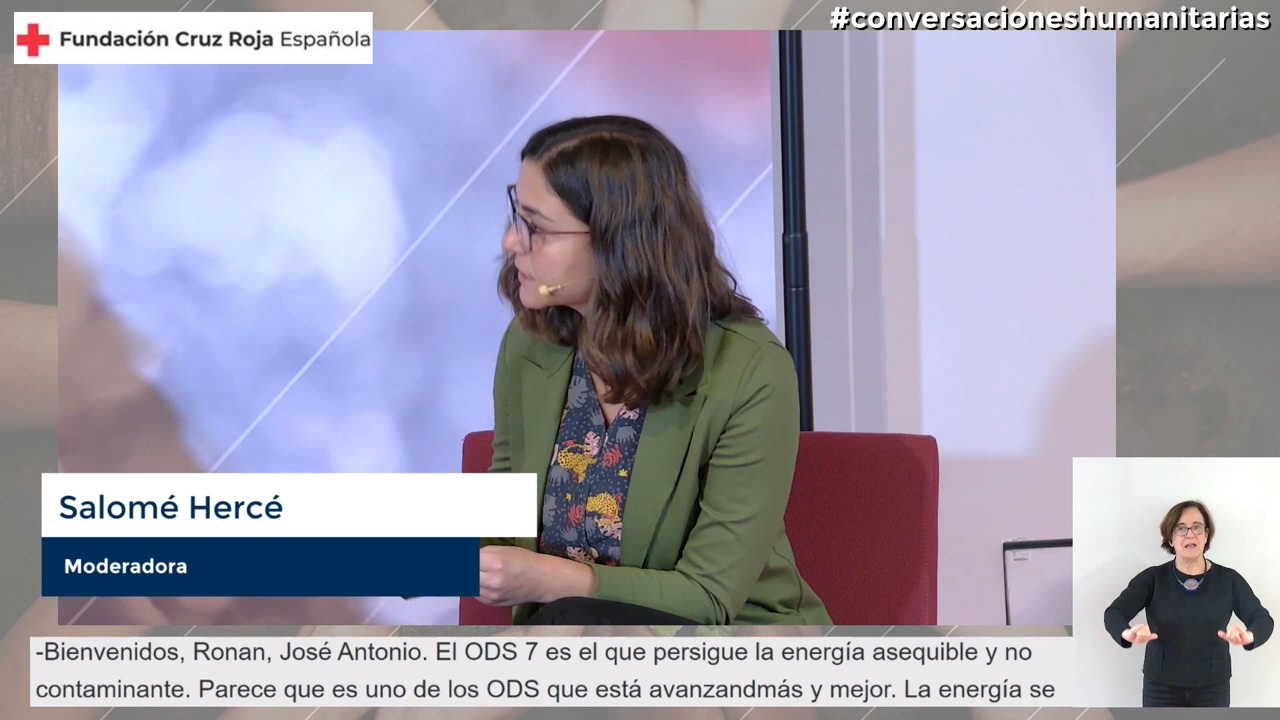 Fundación Cruz Roja Española
#conversacioneshumanitarias
Salomé Hercé
Moderadora
-Bienvenidos, Ronan, José Antonio. El ODS 7 es el que persigue la energía asequible y no
contaminante. Parece que es uno de los ODS que está avanzandmás y mejor. La energía se